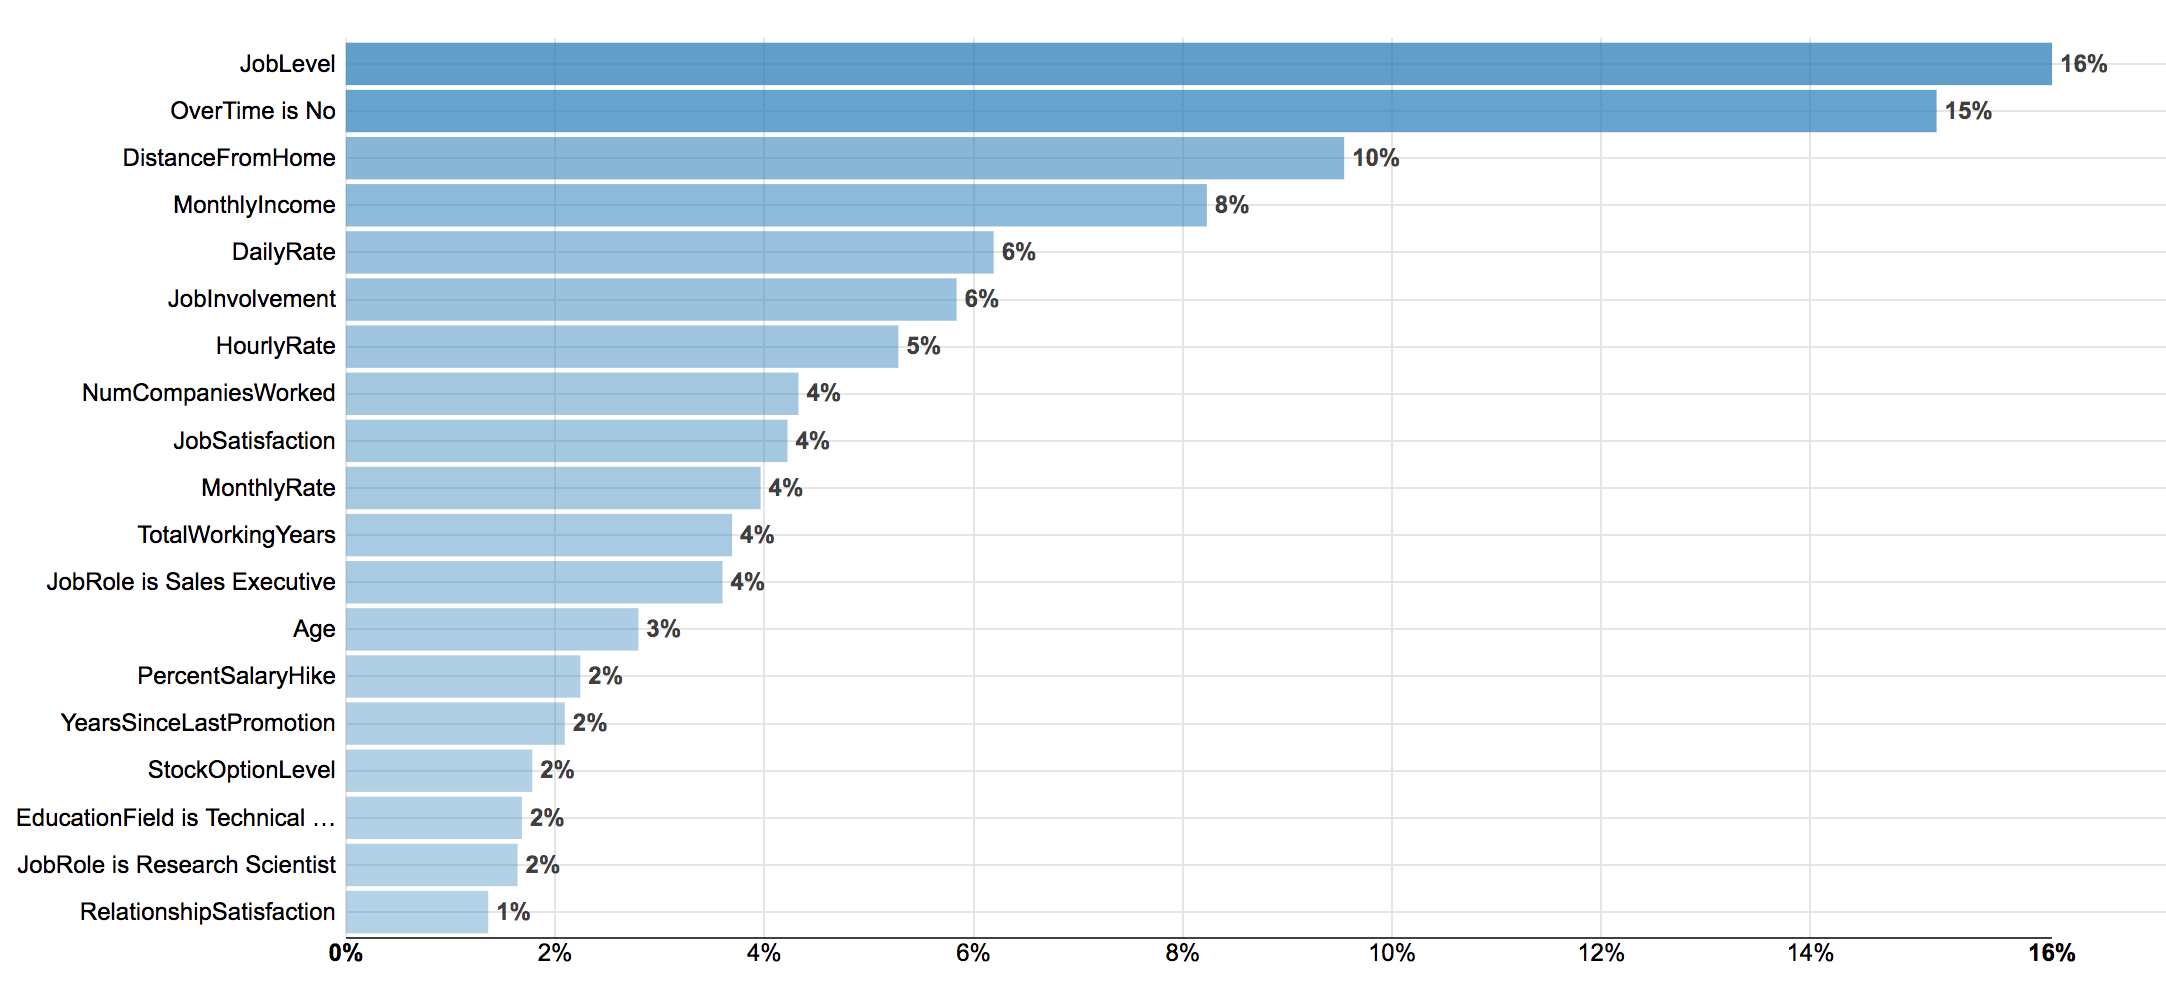 JobLevel 16%
OverTime is No 15%
DistanceFromHome 10%
MonthlyIncome 8%
DailyRate 6%
JobInvolvement 6%
HourlyRate 5%
NumCompaniesWorked 4%
JobSatisfaction 4%
MonthlyRate 4%
TotalWorkingYears 4%
JobRole is Sales Executive 4%
Age 3%
PercentSalaryHike 2%
YearsSinceLastPromotion 2%
StockOptionLevel 2%
EducationField is Technical … 2%
JobRole is Research Scientist 2%
RelationshipSatisfaction 1%
0% 2% 4% 6% 8% 10% 12% 14% 16%